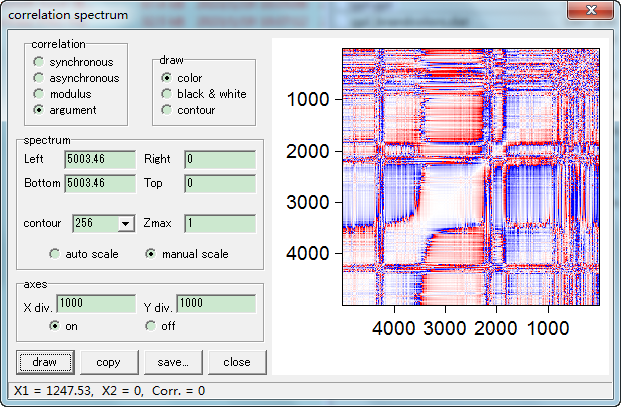 correlation spectrum
correlation
synchronous
asynchronous
modulus
argument
draw
color
black & white
contour
spectrum
Left 5003.46 Right 0
Bottom 5003.46 Top 0
contour 256 Zmax 1
auto scale manual scale
axes
X div. 1000 Y div. 1000
on off
draw copy save... close
1000
2000
3000
4000
4000 3000 2000 1000
X1 = 1247.53, X2 = 0, Corr. = 0